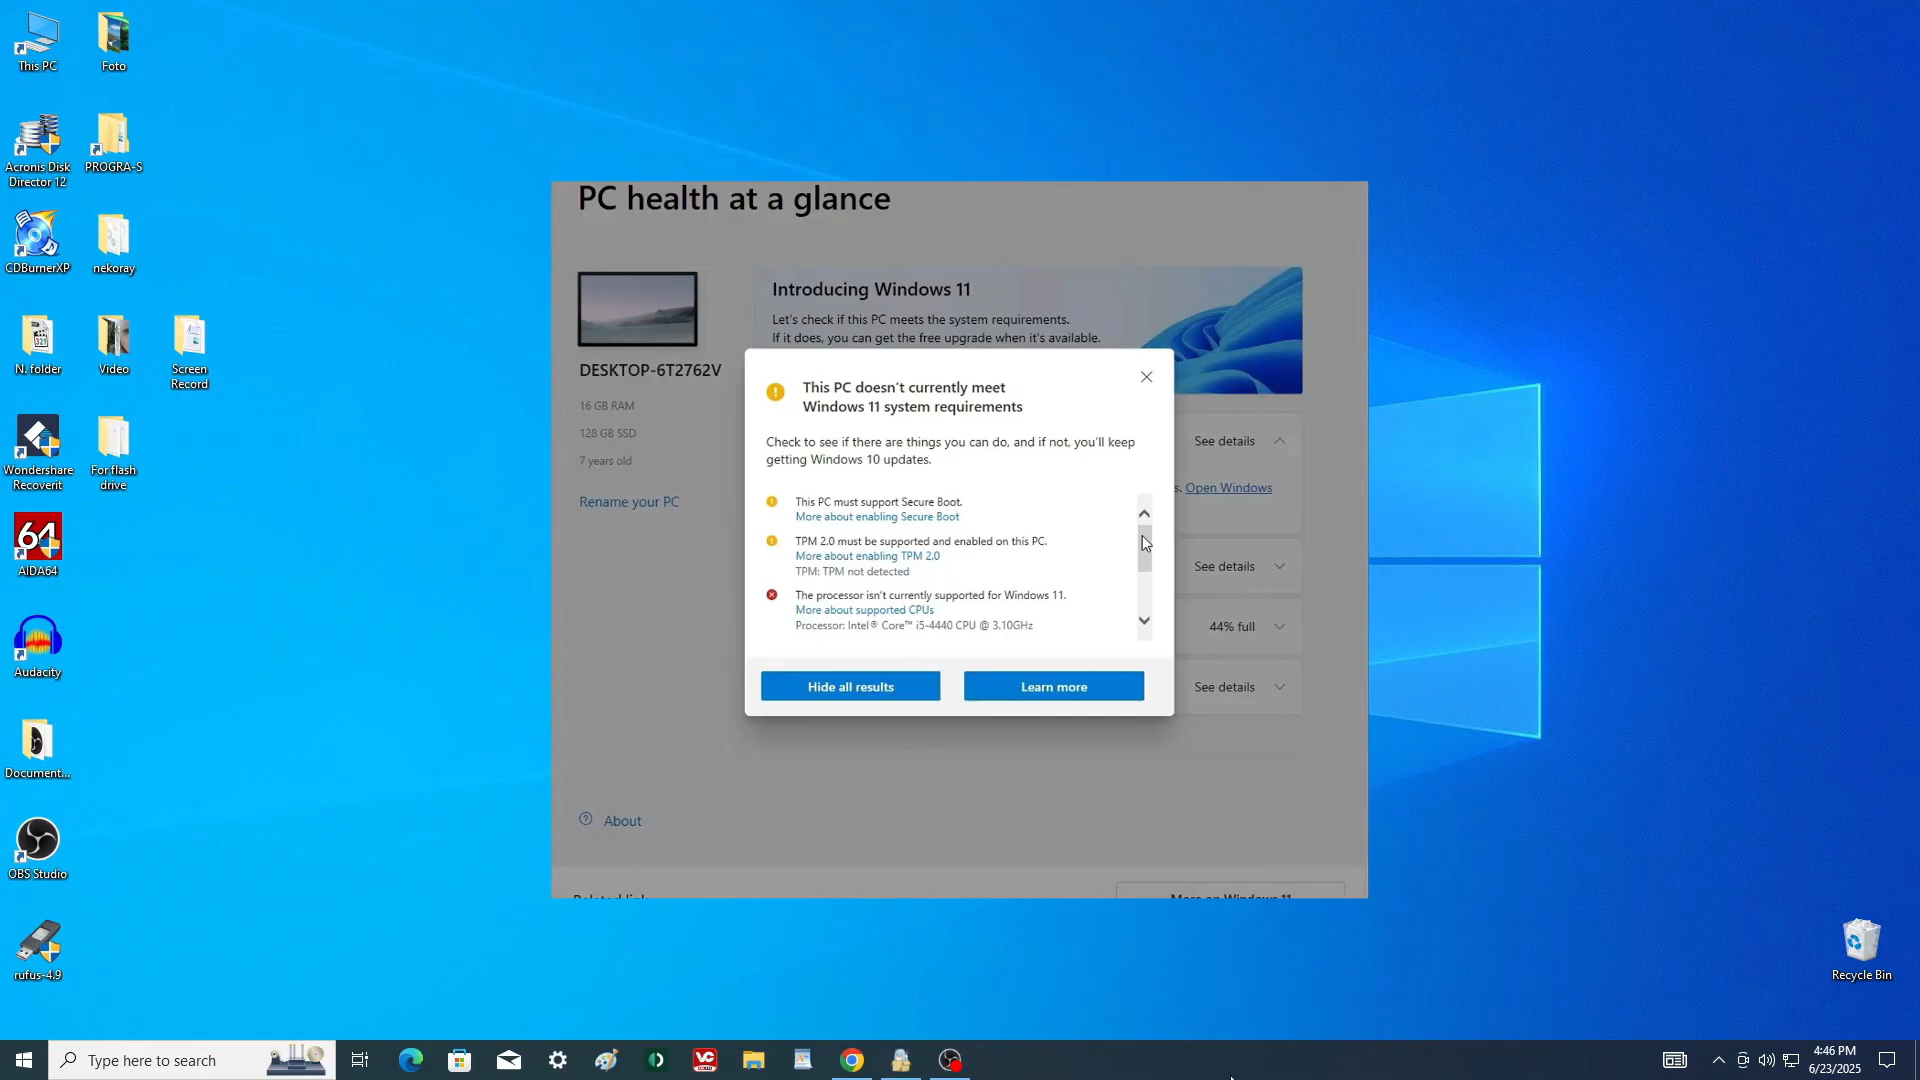 This PC
Foto
Acronis Disk
Director 12
PROGRA-S
CDBurnerXP
nekoray
N. folder
Video
Screen
Record
Wondershare
Recoverit
For flash
drive
64
AIDA64
Audacity
Document...
OBS Studio
rufus-4.9
Recycle Bin
PC health at a glance
DESKTOP-6T2762V
16 GB RAM
128 GB SSD
7 years old
Rename your PC
Introducing Windows 11
Let's check if this PC meets the system requirements.
If it does, you can get the free upgrade when it's available.
See details
s. Open Windows
See details
44% full
See details
This PC doesn't currently meet
Windows 11 system requirements
Check to see if there are things you can do, and if not, you'll keep
getting Windows 10 updates.
This PC must support Secure Boot.
More about enabling Secure Boot
TPM 2.0 must be supported and enabled on this PC.
More about enabling TPM 2.0
TPM: TPM not detected
The processor isn't currently supported for Windows 11.
More about supported CPUs
Processor: Intel® Core™ i5-4440 CPU @ 3.10GHz
Hide all results
Learn more
About
More on Windows 11
Type here to search
4:46 PM
6/23/2025